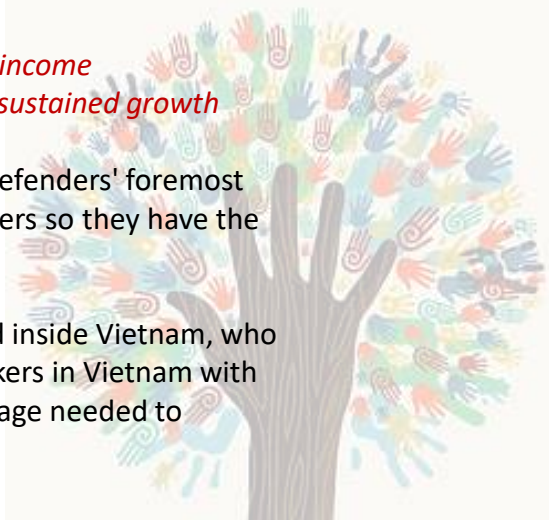 income
sustained growth
efenders' foremost
ers so they have the
l inside Vietnam, who
kers in Vietnam with
age needed to